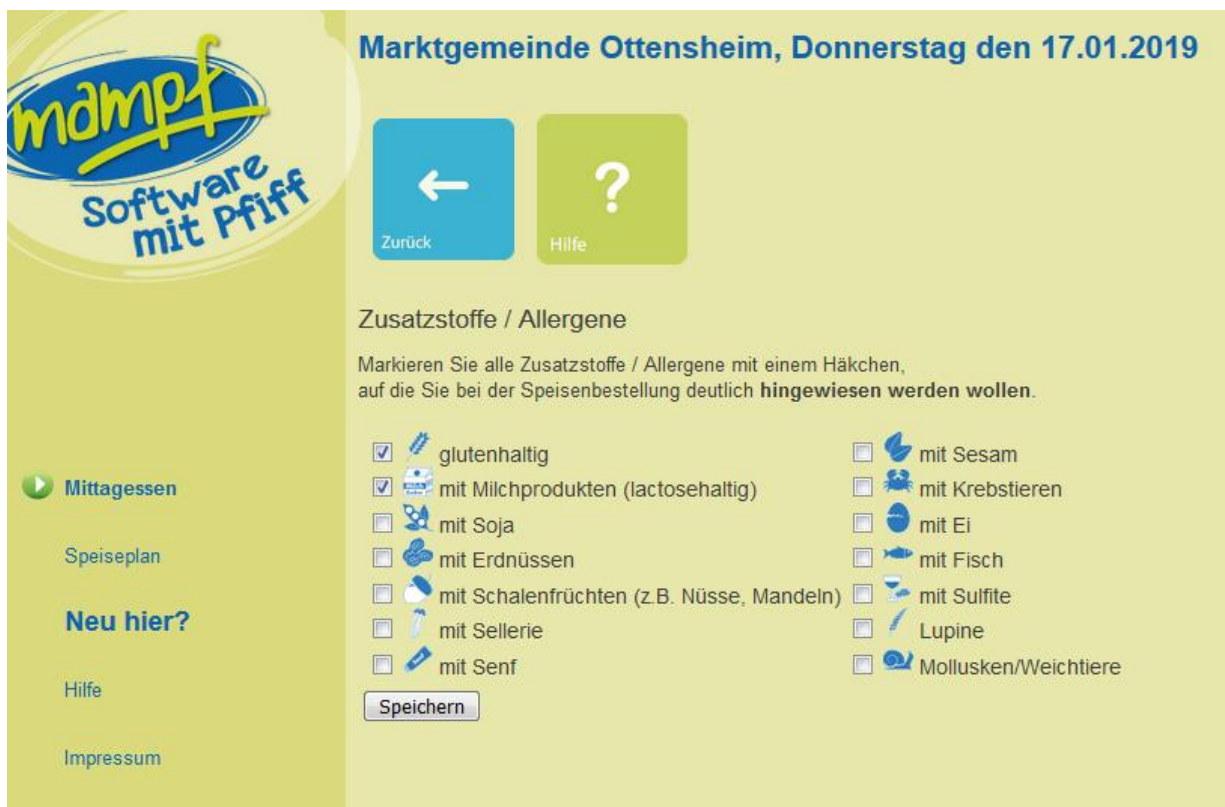 mampf
Software
mit Pfiff
Marktgemeinde Ottensheim, Donnerstag den 17.01.2019
Zurück
?
Hilfe
Zusatzstoffe / Allergene
Markieren Sie alle Zusatzstoffe / Allergene mit einem Häkchen,
auf die Sie bei der Speisenbestellung deutlich hingewiesen werden wollen.
glutenhaltig
mit Milchprodukten (lactosehaltig)
mit Soja
mit Erdnüssen
mit Schalenfrüchten (z.B. Nüsse, Mandeln)
mit Sellerie
mit Senf
mit Sesam
mit Krebstieren
mit Ei
mit Fisch
mit Sulfite
Lupine
Mollusken/Weichtiere
Speichern
Mittagessen
Speiseplan
Neu hier?
Hilfe
Impressum